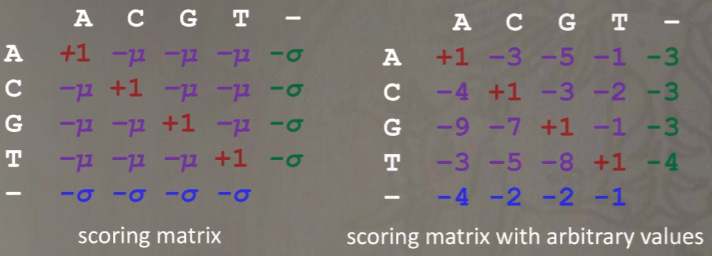 A C G T – A C G T –
A +1 –μ –μ –μ –σ A +1 –3 –5 –1 –3
C –μ +1 –μ –μ –σ C –4 +1 –3 –2 –3
G –μ –μ +1 –μ –σ G –9 –7 +1 –1 –3
T –μ –μ –μ +1 –σ T –3 –5 –8 +1 –4
– –σ –σ –σ –σ – –4 –2 –2 –1
scoring matrix scoring matrix with arbitrary values